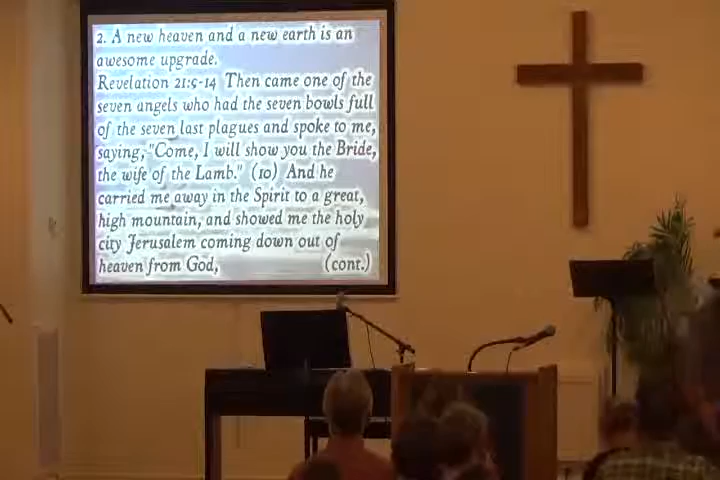 2. A new heaven and a new earth is an
awesome upgrade.
Revelation 21:9-14 Then came one of the
seven angels who had the seven bowls full
of the seven last plagues and spoke to me,
saying, "Come, I will show you the Bride,
the wife of the Lamb." (10) And he
carried me away in the Spirit to a great,
high mountain, and showed me the holy
city Jerusalem coming down out of
heaven from God, (cont.)